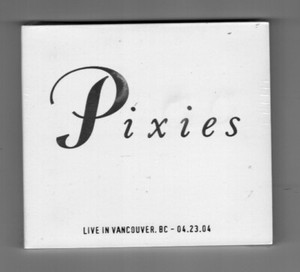 Pixies
LIVE IN VANCOUVER, BC - 04.23.04